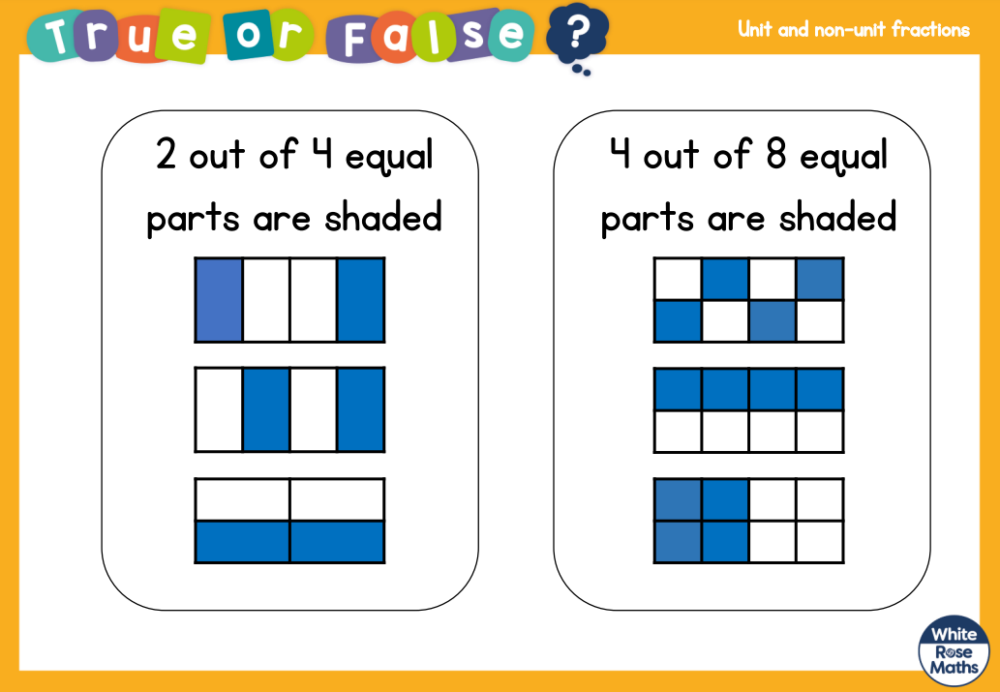 True or False ?
Unit and non-unit fractions
2 out of 4 equal
parts are shaded
4 out of 8 equal
parts are shaded
White
Rose
Maths